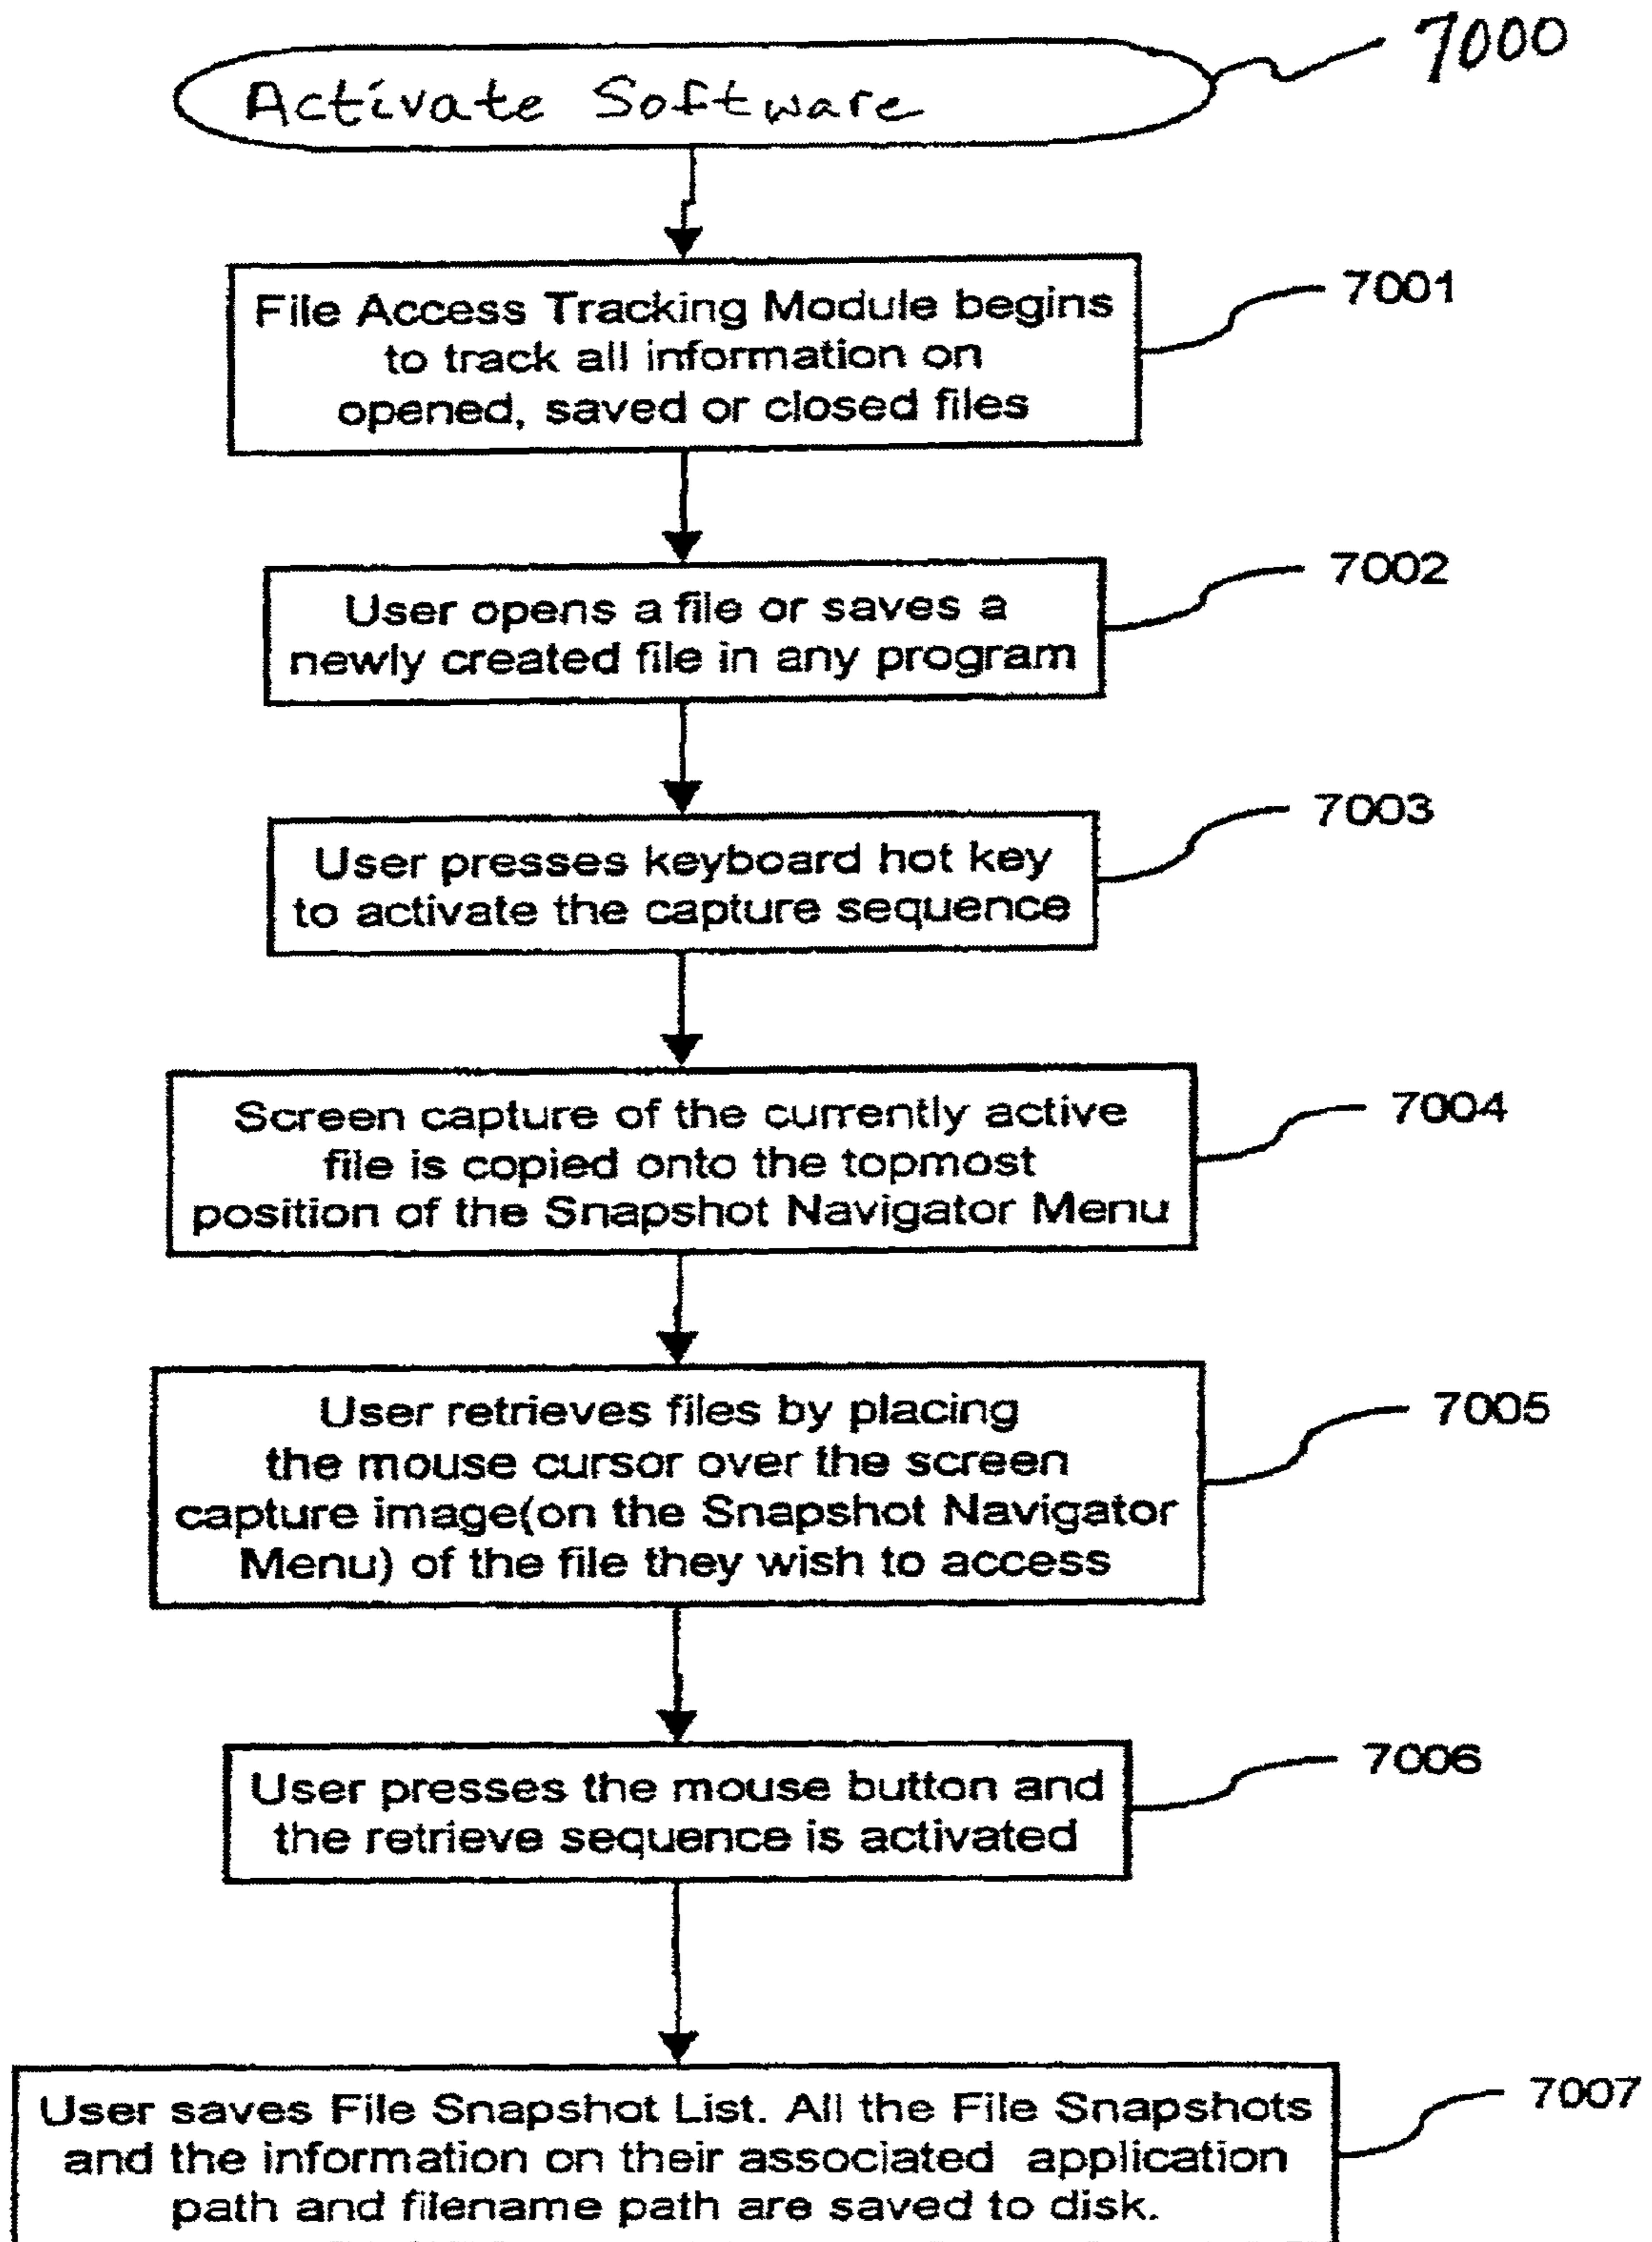 7000
Activate Software
File Access Tracking Module begins
to track all information on
opened, saved or closed files
7001
User opens a file or saves a
newly created file in any program
7002
User presses keyboard hot key
to activate the capture sequence
7003
Screen capture of the currently active
file is copied onto the topmost
position of the Snapshot Navigator Menu
7004
User retrieves files by placing
the mouse cursor over the screen
capture image(on the Snapshot Navigator
Menu) of the file they wish to access
7005
User presses the mouse button and
the retrieve sequence is activated
7006
User saves File Snapshot List. All the File Snapshots
and the information on their associated application
path and filename path are saved to disk.
7007